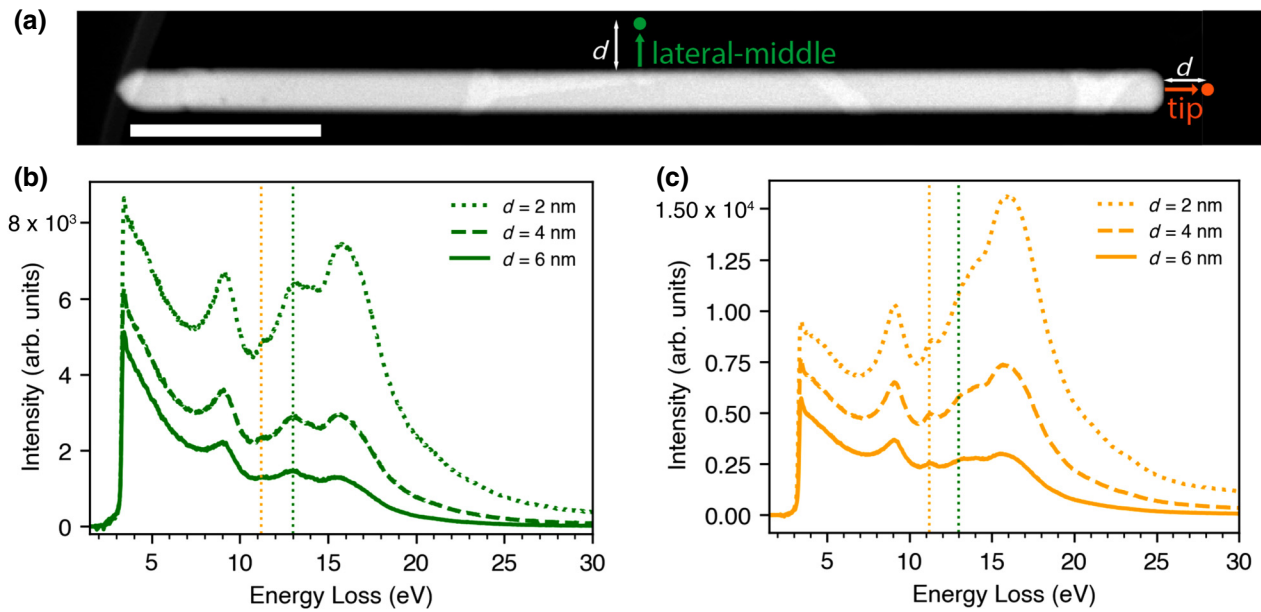 (a)
d
lateral-middle
d
tip
(b)
8 x 10³
6
4
2
0
Intensity (arb. units)
d = 2 nm
d = 4 nm
d = 6 nm
5 10 15 20 25 30
Energy Loss (eV)
(c)
1.50 x 10⁴
1.25
1.00
0.75
0.50
0.25
0.00
Intensity (arb. units)
d = 2 nm
d = 4 nm
d = 6 nm
5 10 15 20 25 30
Energy Loss (eV)